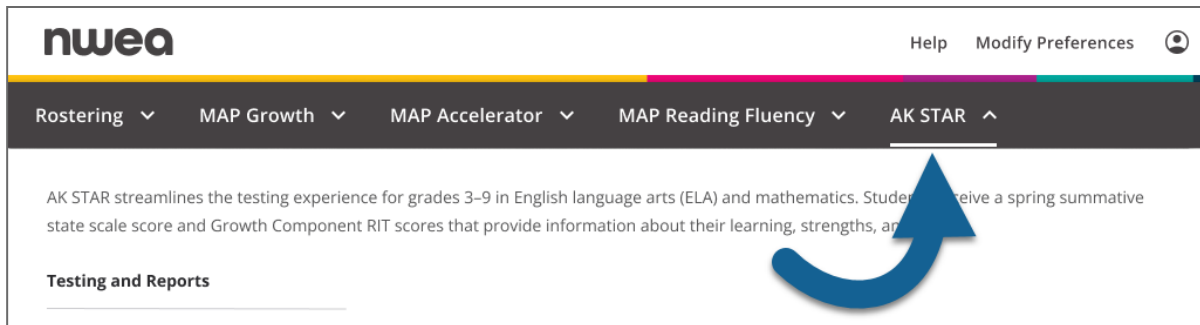 nwea
Help Modify Preferences
Rostering MAP Growth MAP Accelerator MAP Reading Fluency AK STAR
AK STAR streamlines the testing experience for grades 3–9 in English language arts (ELA) and mathematics. eive a spring summative
state scale score and Growth Component RIT scores that provide information about their learning, strengths,
Testing and Reports